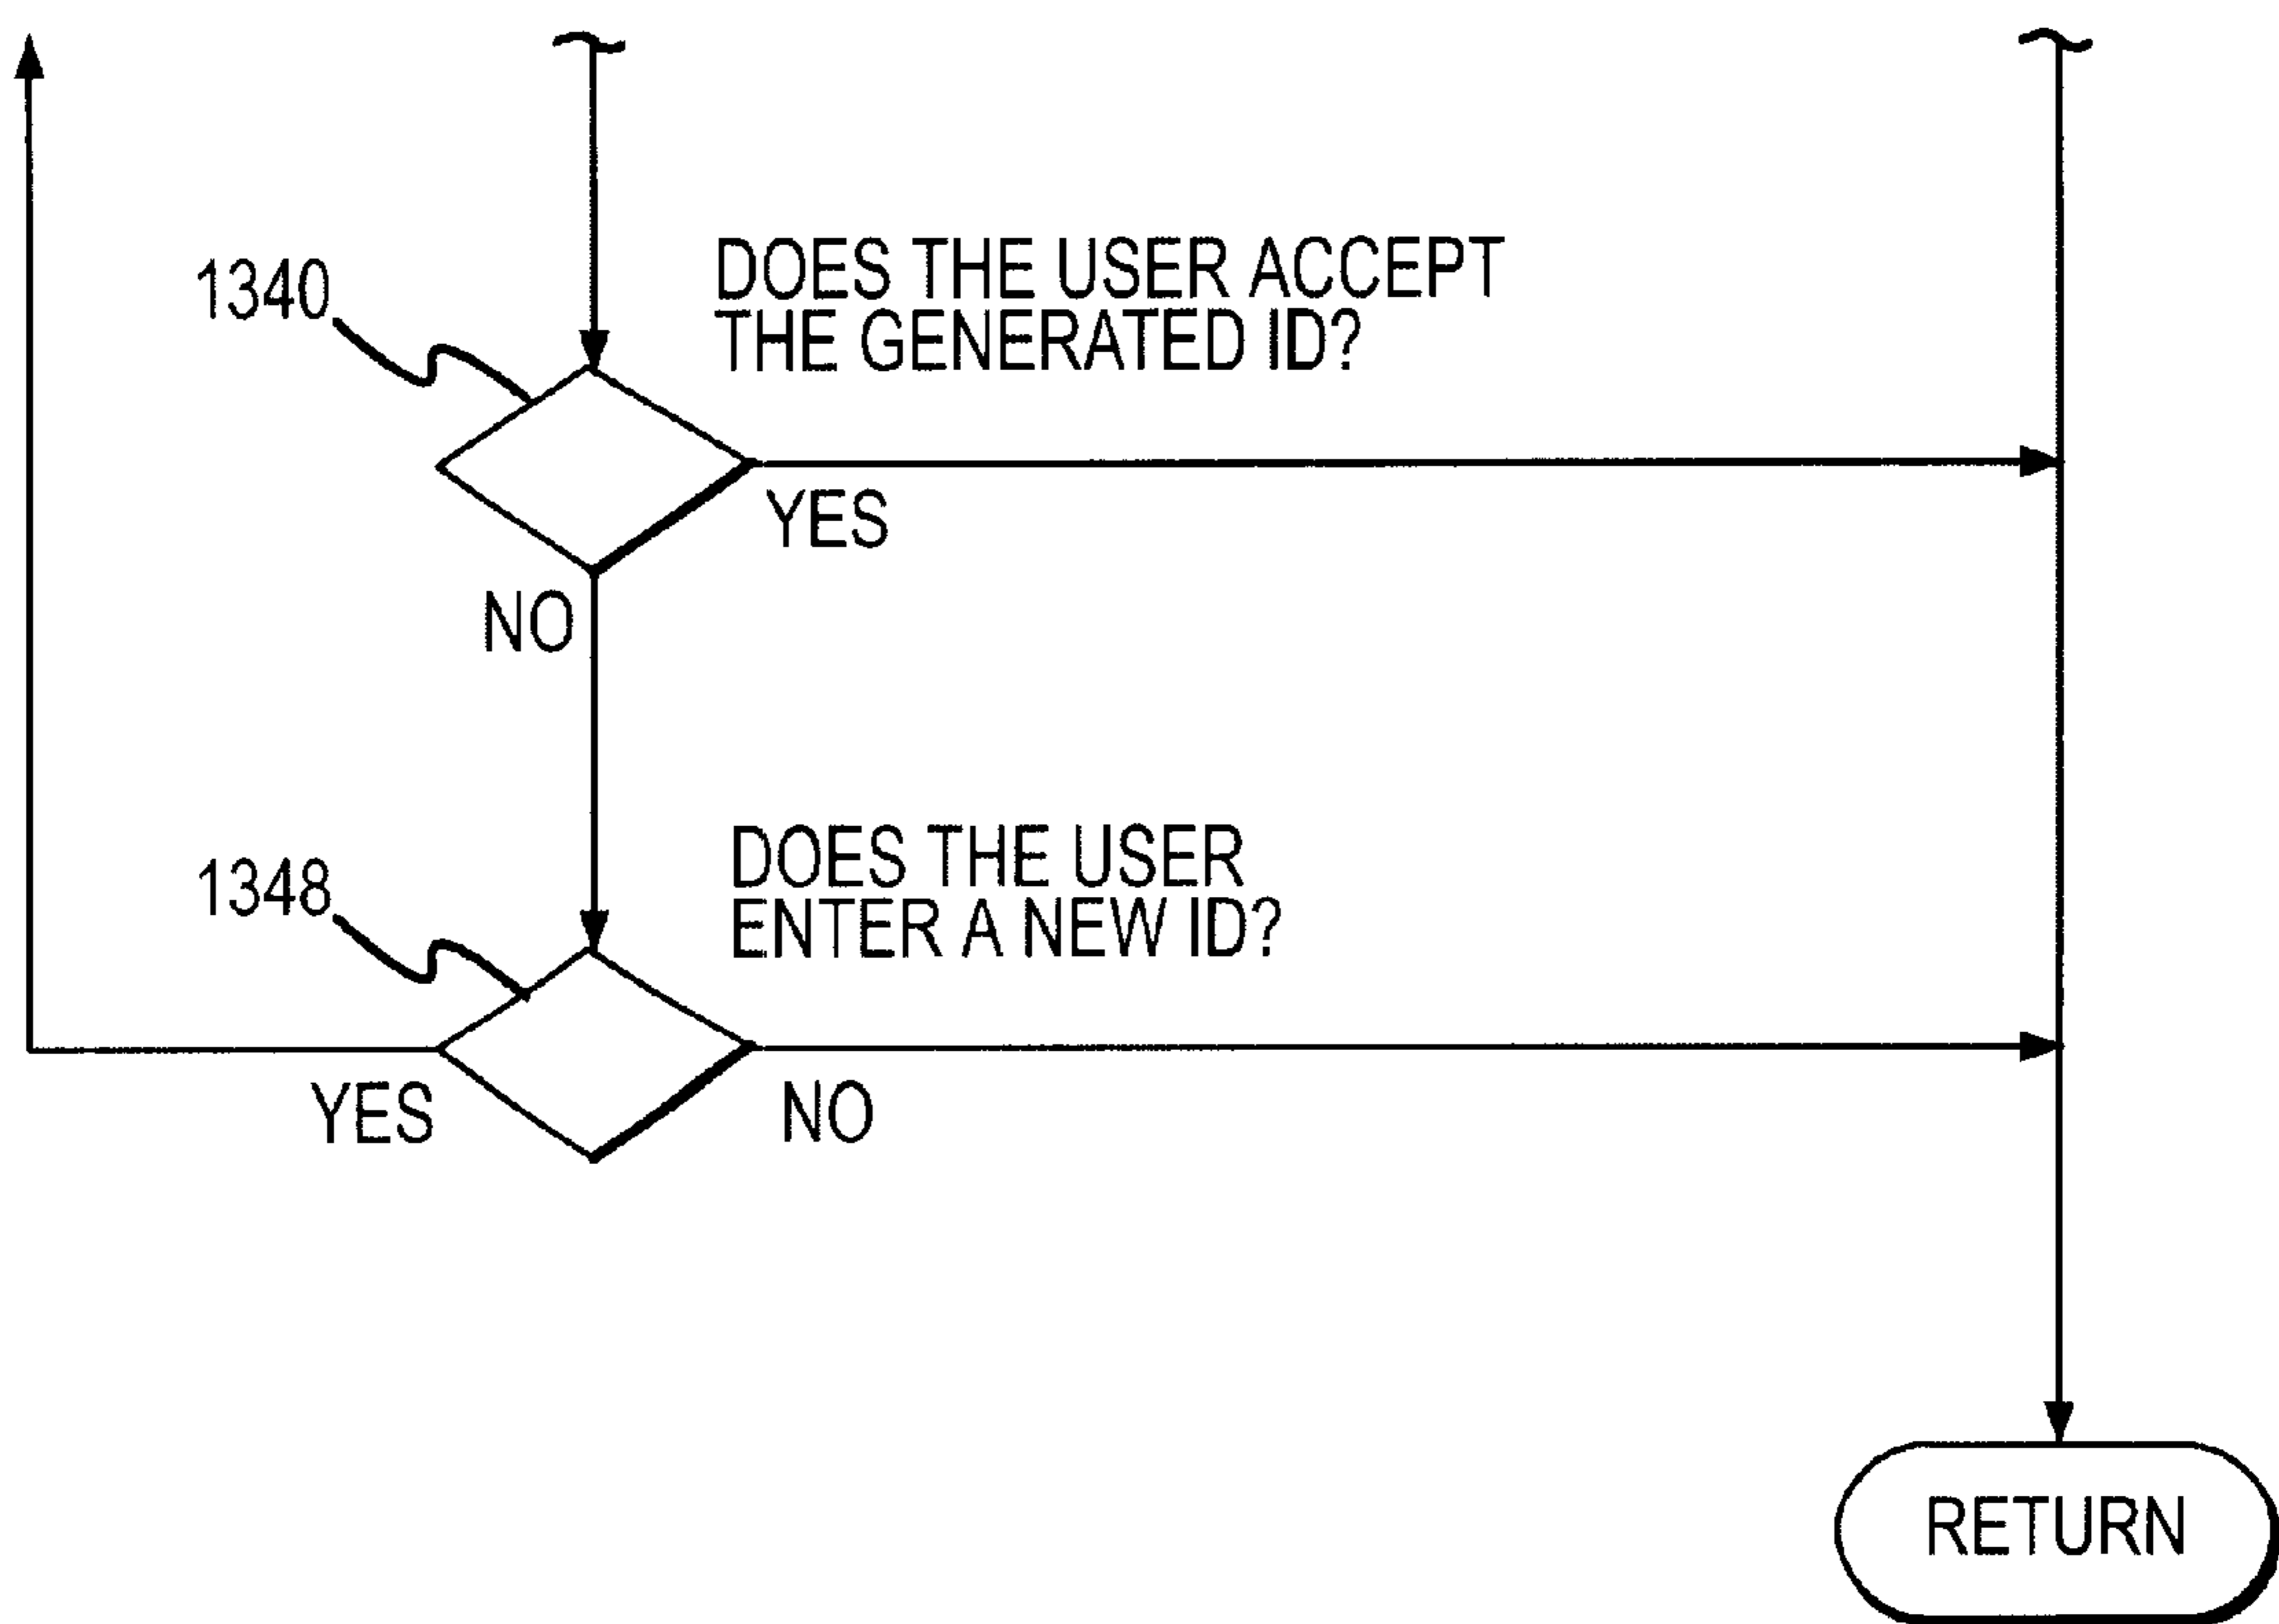 1340
DOES THE USER ACCEPT
THE GENERATED ID?
YES
NO
1348
DOES THE USER
ENTER A NEW ID?
YES
NO
RETURN